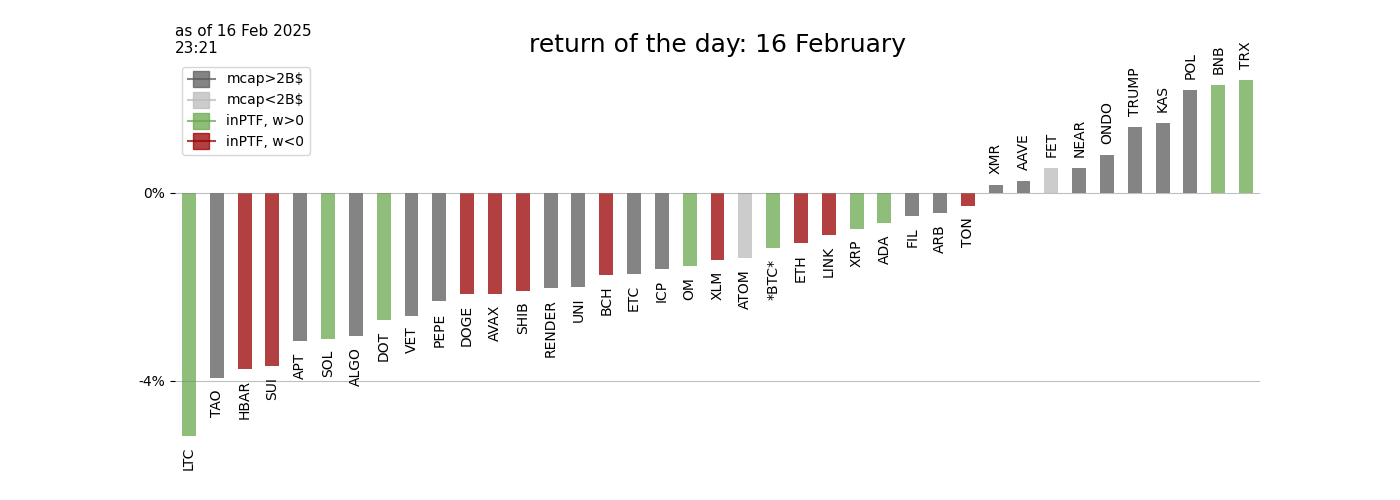 as of 16 Feb 2025
23:21
return of the day: 16 February
mcap>2B$
mcap<2B$
inPTF, w>0
inPTF, w<0
0%
-4%
LTC
TAO
HBAR
SUI
APT
SOL
ALGO
DOT
VET
PEPE
DOGE
AVAX
SHIB
RENDER
UNI
BCH
ETC
ICP
OM
XLM
ATOM
*BTC*
ETH
LINK
XRP
ADA
FIL
ARB
TON
XMR
AAVE
FET
NEAR
ONDO
TRUMP
KAS
POL
BNB
TRX